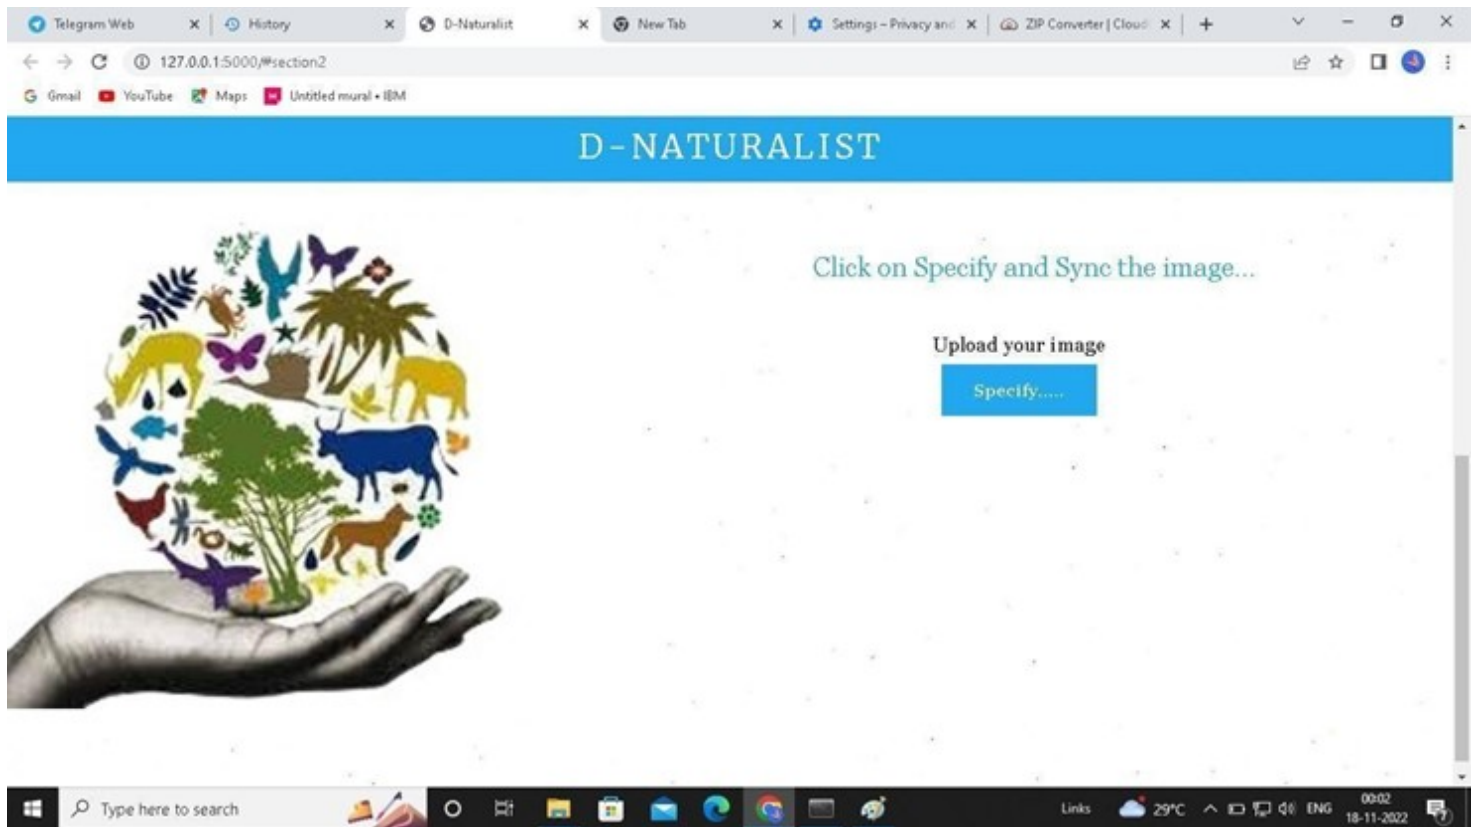 Telegram Web
History
D-Naturalist
New Tab
Settings – Privacy and
ZIP Converter | Cloud
127.0.0.1:5000/#section2
Gmail
YouTube
Maps
Untitled mural • IBM
D-NATURALIST
Click on Specify and Sync the image...
Upload your image
Specify.....
Type here to search
Links
29°C
ENG
00:02
18-11-2022